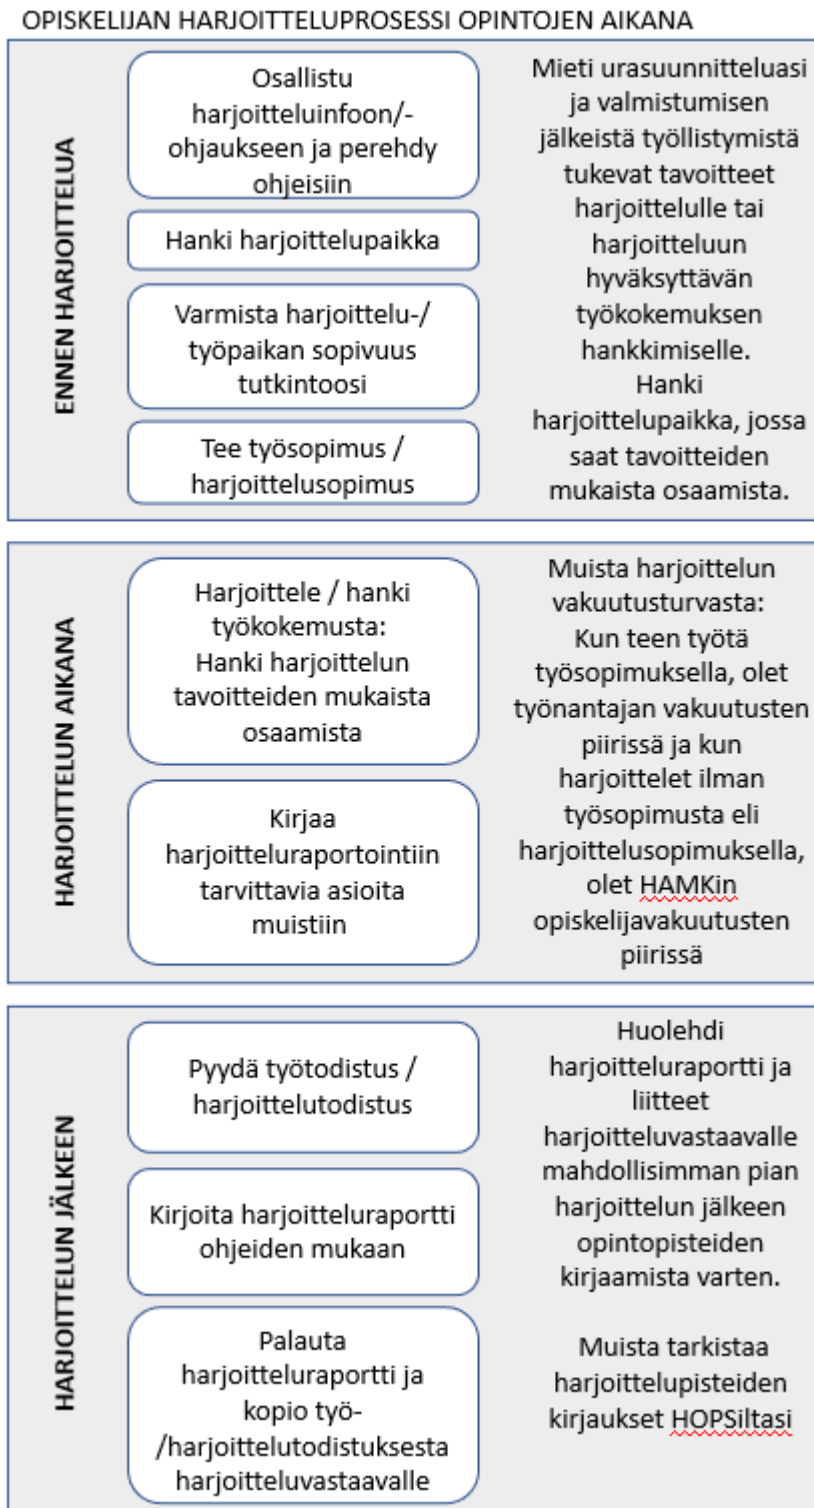 OPISKELIJAN HARJOITTELUPROSESSI OPINTOJEN AIKANA
ENNEN HARJOITTELUA
Osallistu
harjoitteluinfoon/-
ohjaukseen ja perehdy
ohjeisiin
Hanki harjoittelupaikka
Varmista harjoittelu-/
työpaikan sopivuus
tutkintoosi
Tee työsopimus /
harjoittelusopimus
Mieti urasuunnitteluasi
ja valmistumisen
jälkeistä työllistymistä
tukevat tavoitteet
harjoittelulle tai
harjoitteluun
hyväksyttävän
työkokemuksen
hankkimiselle.
Hanki
harjoittelupaikka, jossa
saat tavoitteiden
mukaista osaamista.
HARJOITTELUN AIKANA
Harjoittele / hanki
työkokemusta:
Hanki harjoittelun
tavoitteiden mukaista
osaamista
Kirjaa
harjoitteluraportointiin
tarvittavia asioita
muistiin
Muista harjoittelun
vakuutusturvasta:
Kun teen työtä
työsopimuksella, olet
työnantajan vakuutusten
piirissä ja kun
harjoittelet ilman
työsopimusta eli
harjoittelusopimuksella,
olet HAMKin
opiskelijavakuutusten
piirissä
HARJOITTELUN JÄLKEEN
Pyydä työtodistus /
harjoittelutodistus
Kirjoita harjoitteluraportti
ohjeiden mukaan
Palauta
harjoitteluraportti ja
kopio työ-
/harjoittelutodistuksesta
harjoitteluvastaavalle
Huolehdi
harjoitteluraportti ja
liitteet
harjoitteluvastaavalle
mahdollisimman pian
harjoittelun jälkeen
opintopisteiden
kirjaamista varten.
Muista tarkistaa
harjoittelupisteiden
kirjaukset HOPSiltasi